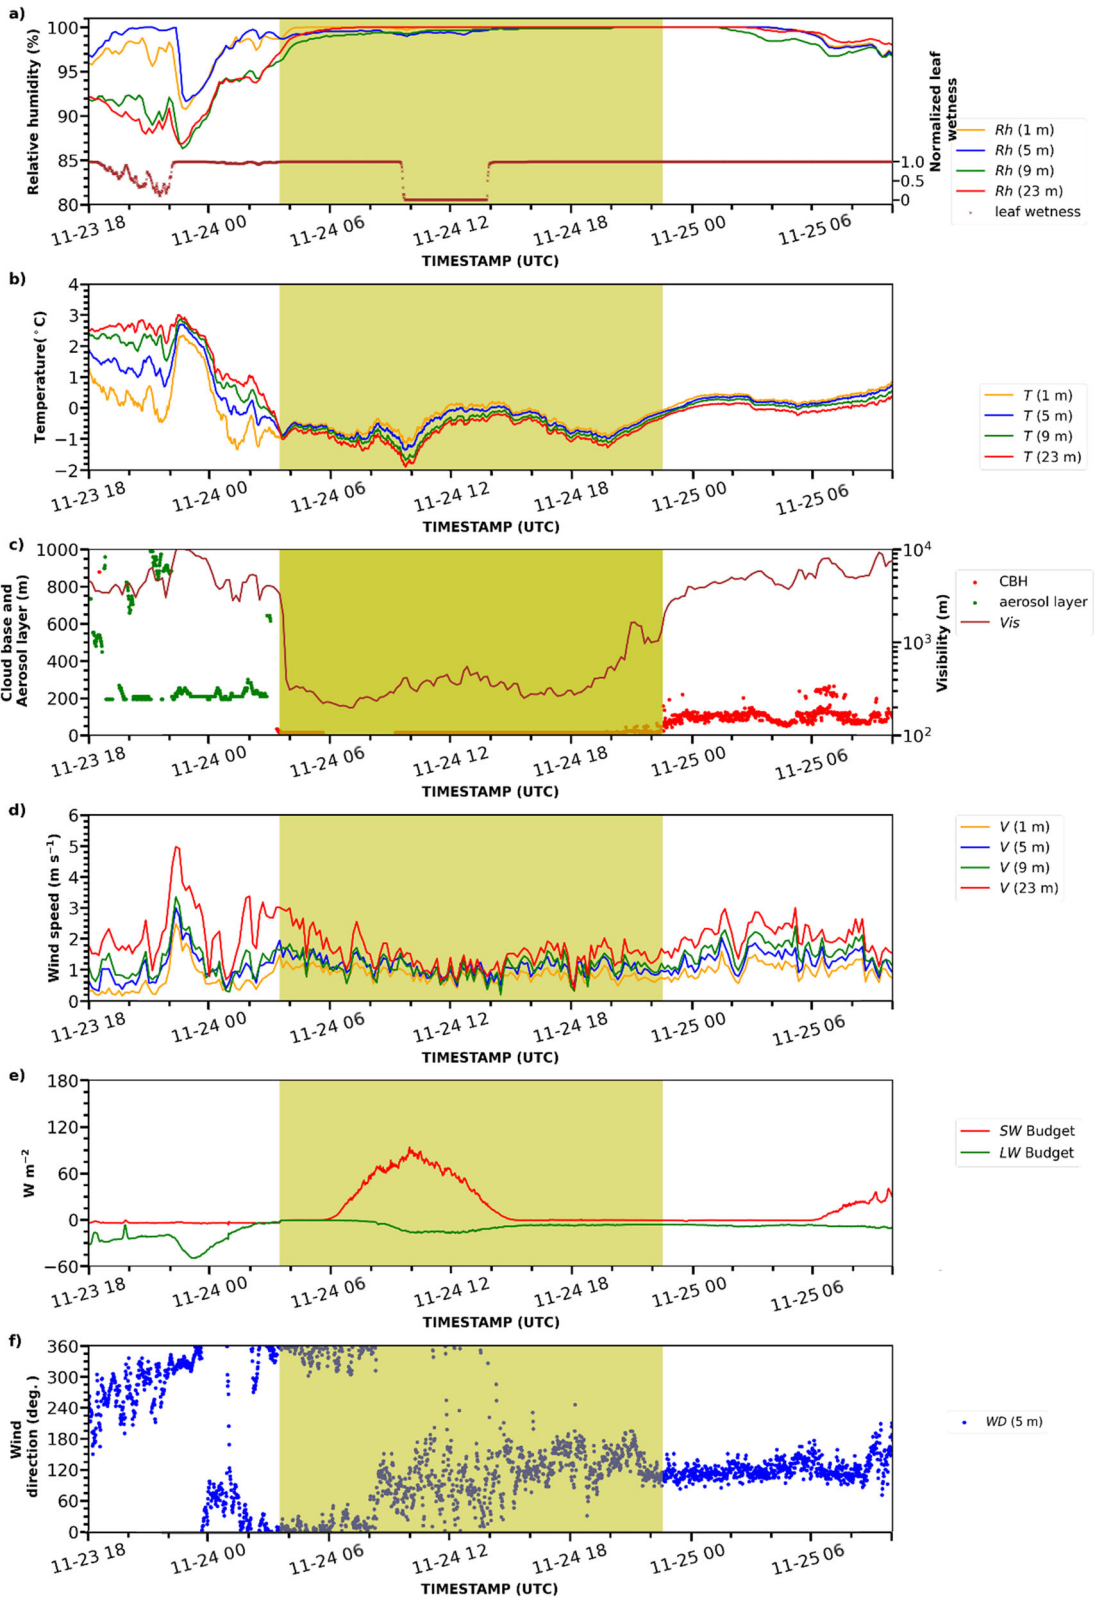 a)
Relative humidity (%)
100
95
90
85
80
Normalized leaf
wetness
1.0
0.5
0
Rh (1 m)
Rh (5 m)
Rh (9 m)
Rh (23 m)
leaf wetness
11-23 18
11-24 00
11-24 06
11-24 12
11-24 18
11-25 00
11-25 06
TIMESTAMP (UTC)
b)
Temperature(°C)
4
3
2
1
0
−1
−2
T (1 m)
T (5 m)
T (9 m)
T (23 m)
11-23 18
11-24 00
11-24 06
11-24 12
11-24 18
11-25 00
11-25 06
TIMESTAMP (UTC)
c)
Cloud base and
Aerosol layer (m)
1000
800
600
400
200
0
Visibility (m)
10⁴
10³
10²
CBH
aerosol layer
Vis
11-23 18
11-24 00
11-24 06
11-24 12
11-24 18
11-25 00
11-25 06
TIMESTAMP (UTC)
d)
Wind speed (m s⁻¹)
6
5
4
3
2
1
0
V (1 m)
V (5 m)
V (9 m)
V (23 m)
11-23 18
11-24 00
11-24 06
11-24 12
11-24 18
11-25 00
11-25 06
TIMESTAMP (UTC)
e)
W m⁻²
180
120
60
0
−60
SW Budget
LW Budget
11-23 18
11-24 00
11-24 06
11-24 12
11-24 18
11-25 00
11-25 06
TIMESTAMP (UTC)
f)
Wind
direction (deg. )
360
300
240
180
120
60
0
WD (5 m)
11-23 18
11-24 00
11-24 06
11-24 12
11-24 18
11-25 00
11-25 06
TIMESTAMP (UTC)